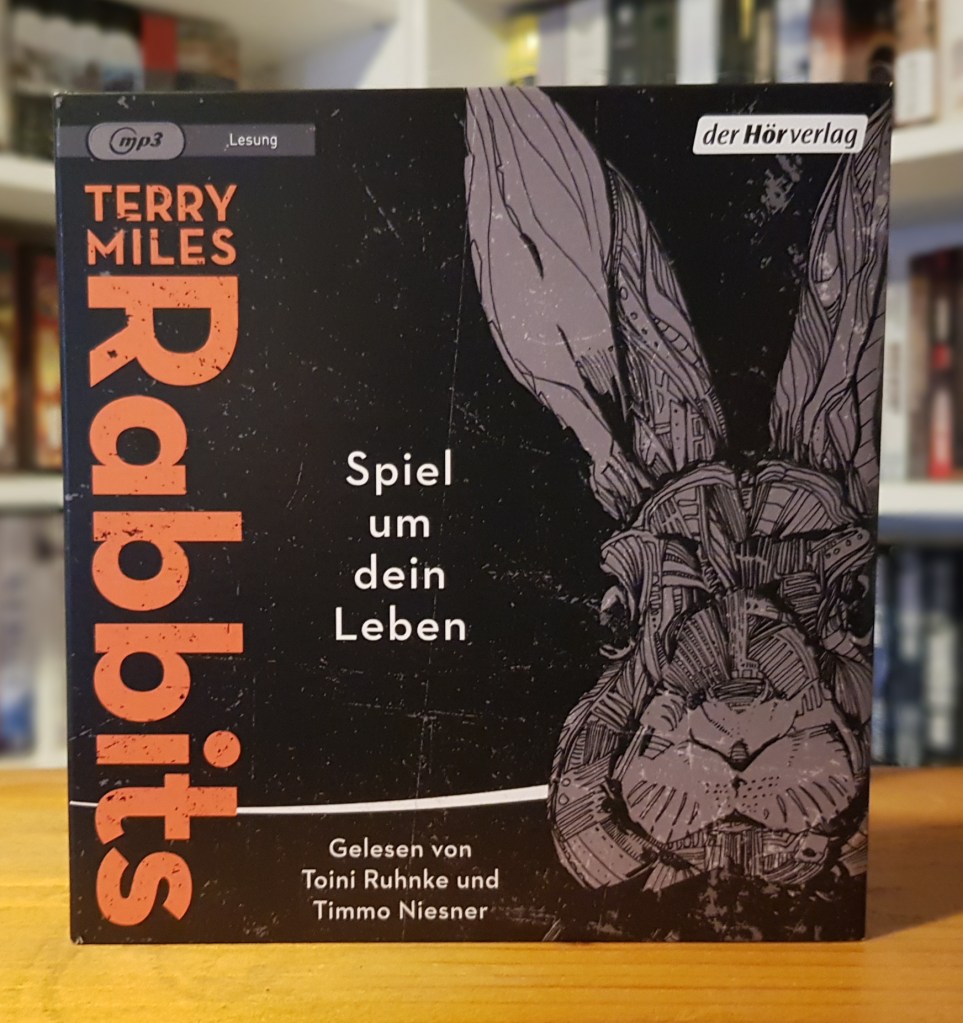 mp3
Lesung
der Hörverlag
TERRY
MILES
Rabbits
Spiel
um
dein
Leben
Gelesen von
Toini Ruhnke und
Timmo Niesner